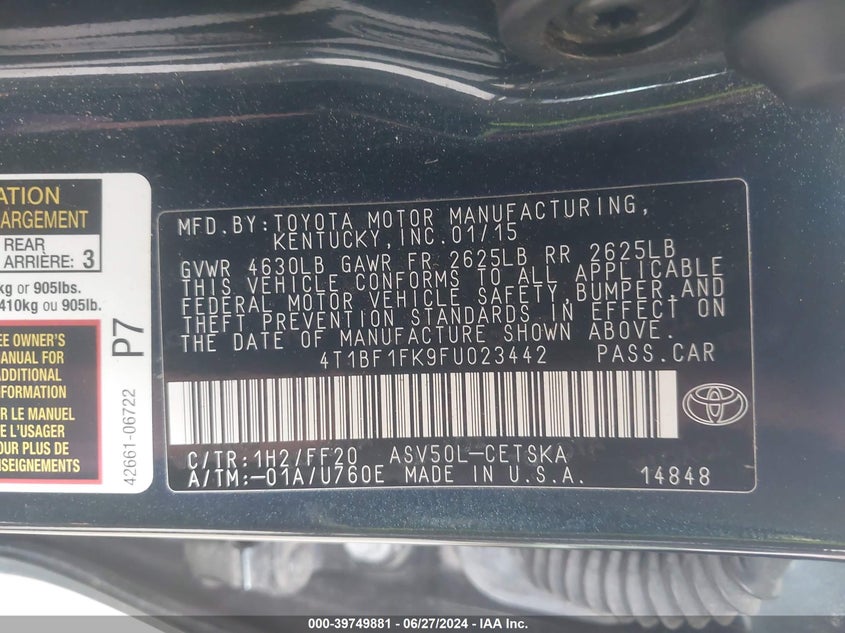 ATION
ARGEMENT
REAR
ARRIÈRE: 3
kg or 905lbs.
410kg ou 905lb.
EE OWNER'S
MANUAL FOR
ADDITIONAL
INFORMATION
R LE MANUEL
E L'USAGER
OUR PLUS DE
NSEIGNEMENTS
P7
42661-06722
MFD.BY:TOYOTA MOTOR MANUFACTURING,
KENTUCKY,INC.01/15
GVWR 4630LB GAWR FR 2625LB RR 2625LB
THIS VEHICLE CONFORMS TO ALL APPLICABLE
FEDERAL MOTOR VEHICLE SAFETY,BUMPER,AND
THEFT PREVENTION STANDARDS IN EFFECT ON
THE DATE OF MANUFACTURE SHOWN ABOVE.
4T1BF1FK9FU023442 PASS.CAR
C/TR:1H2/FF20 ASV50L-CETSKA
A/TM:-01A/U760E MADE IN U.S.A. 14848
000-39749881 - 06/27/2024 - IAA Inc.